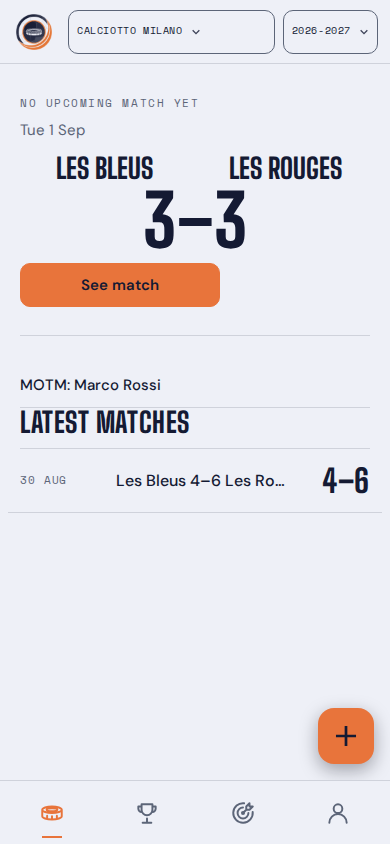 CALCIOTTO MILANO
2026-2027
NO UPCOMING MATCH YET
Tue 1 Sep
LES BLEUS LES ROUGES
3–3
See match
MOTM: Marco Rossi
LATEST MATCHES
30 AUG Les Bleus 4–6 Les Ro... 4–6